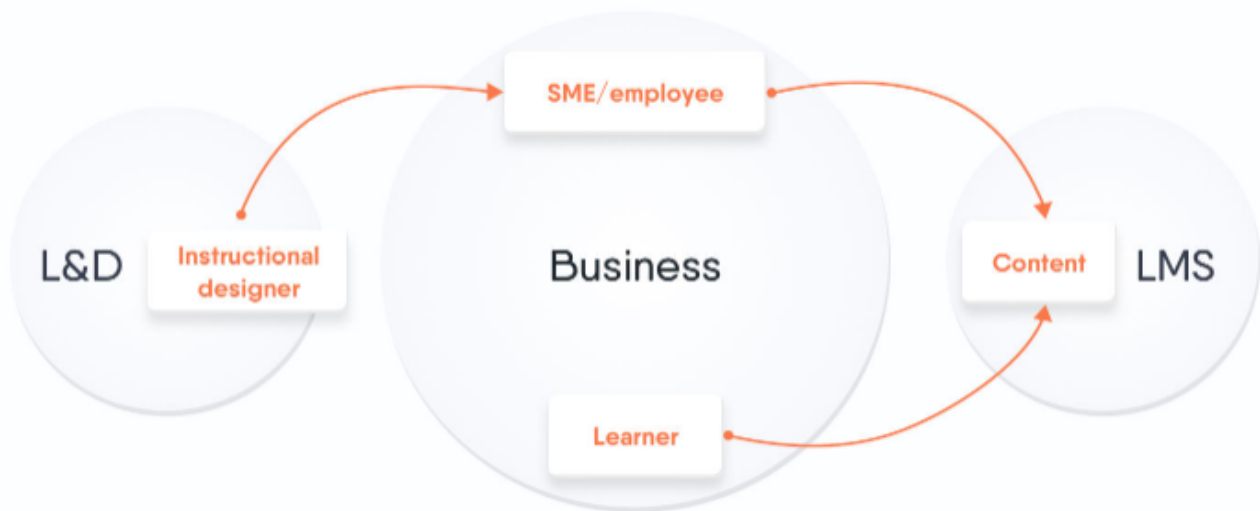 SME/employee
L&D
Instructional
designer
Business
Content
LMS
Learner